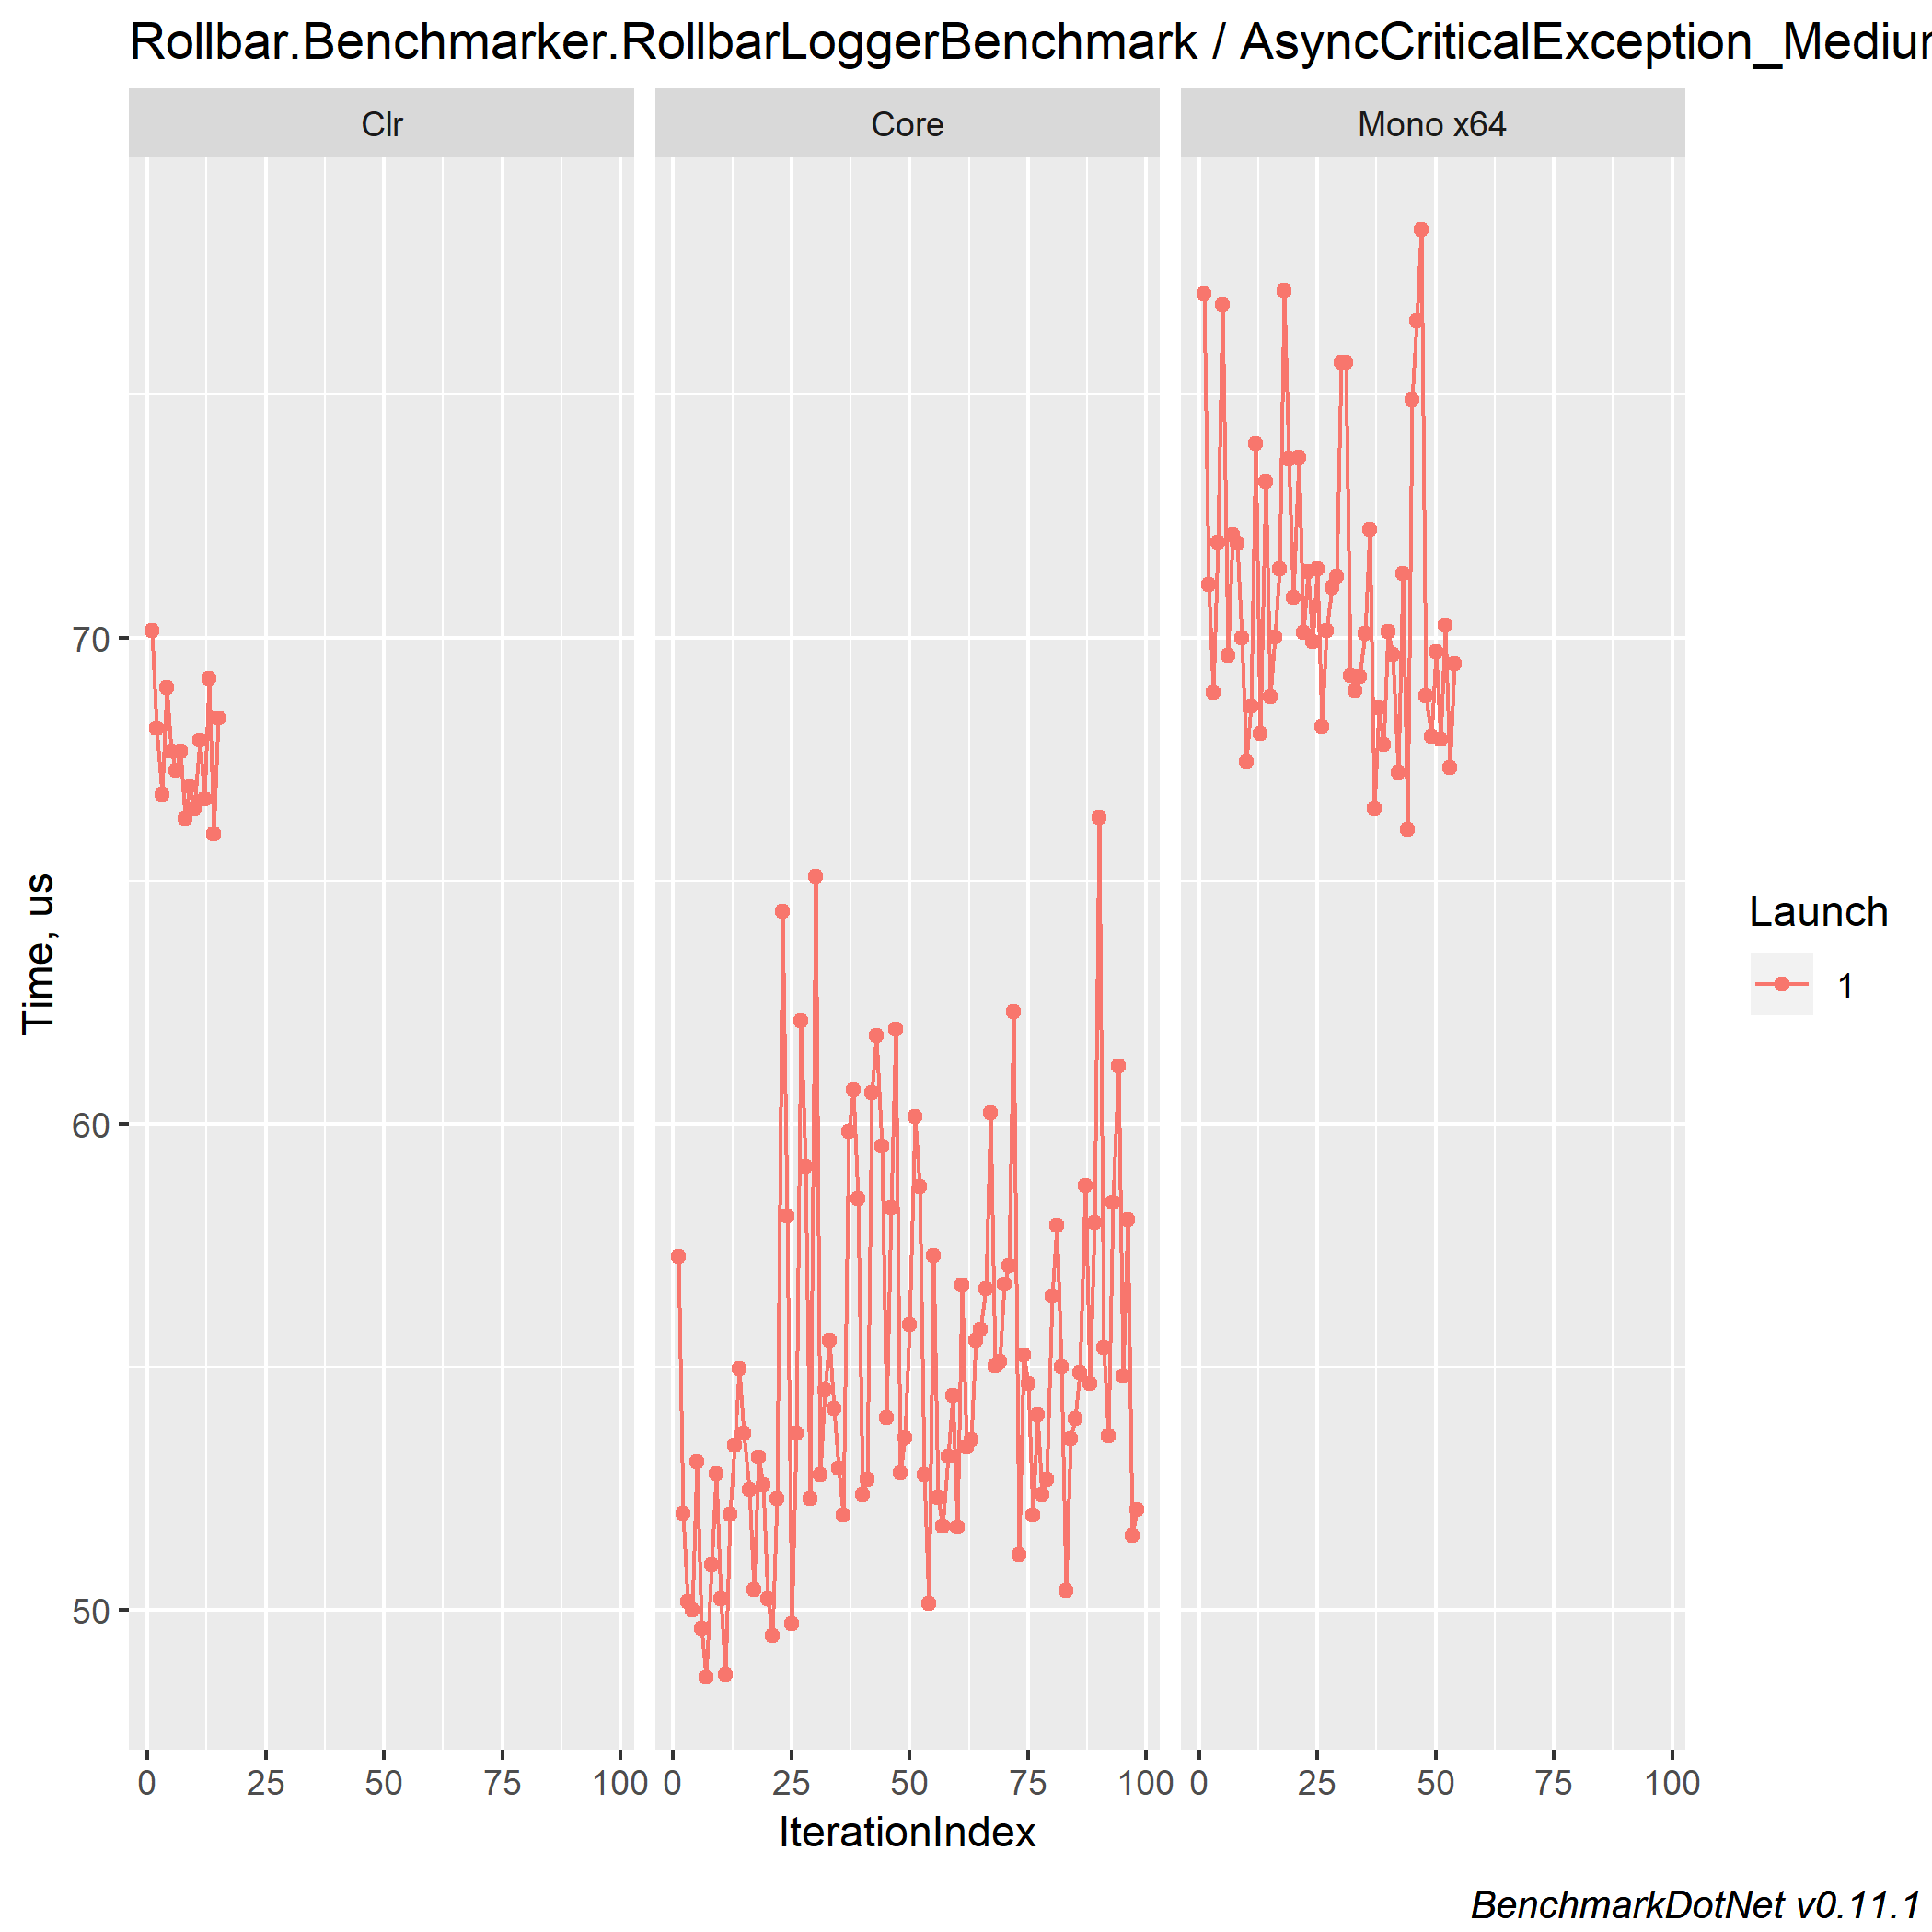 Rollbar.Benchmarker.RollbarLoggerBenchmark / AsyncCriticalException_Medium
Clr Core Mono x64
70
60
50
Time, us
0 25 50 75 100 0 25 50 75 100 0 25 50 75 100
IterationIndex
Launch
1
BenchmarkDotNet v0.11.1